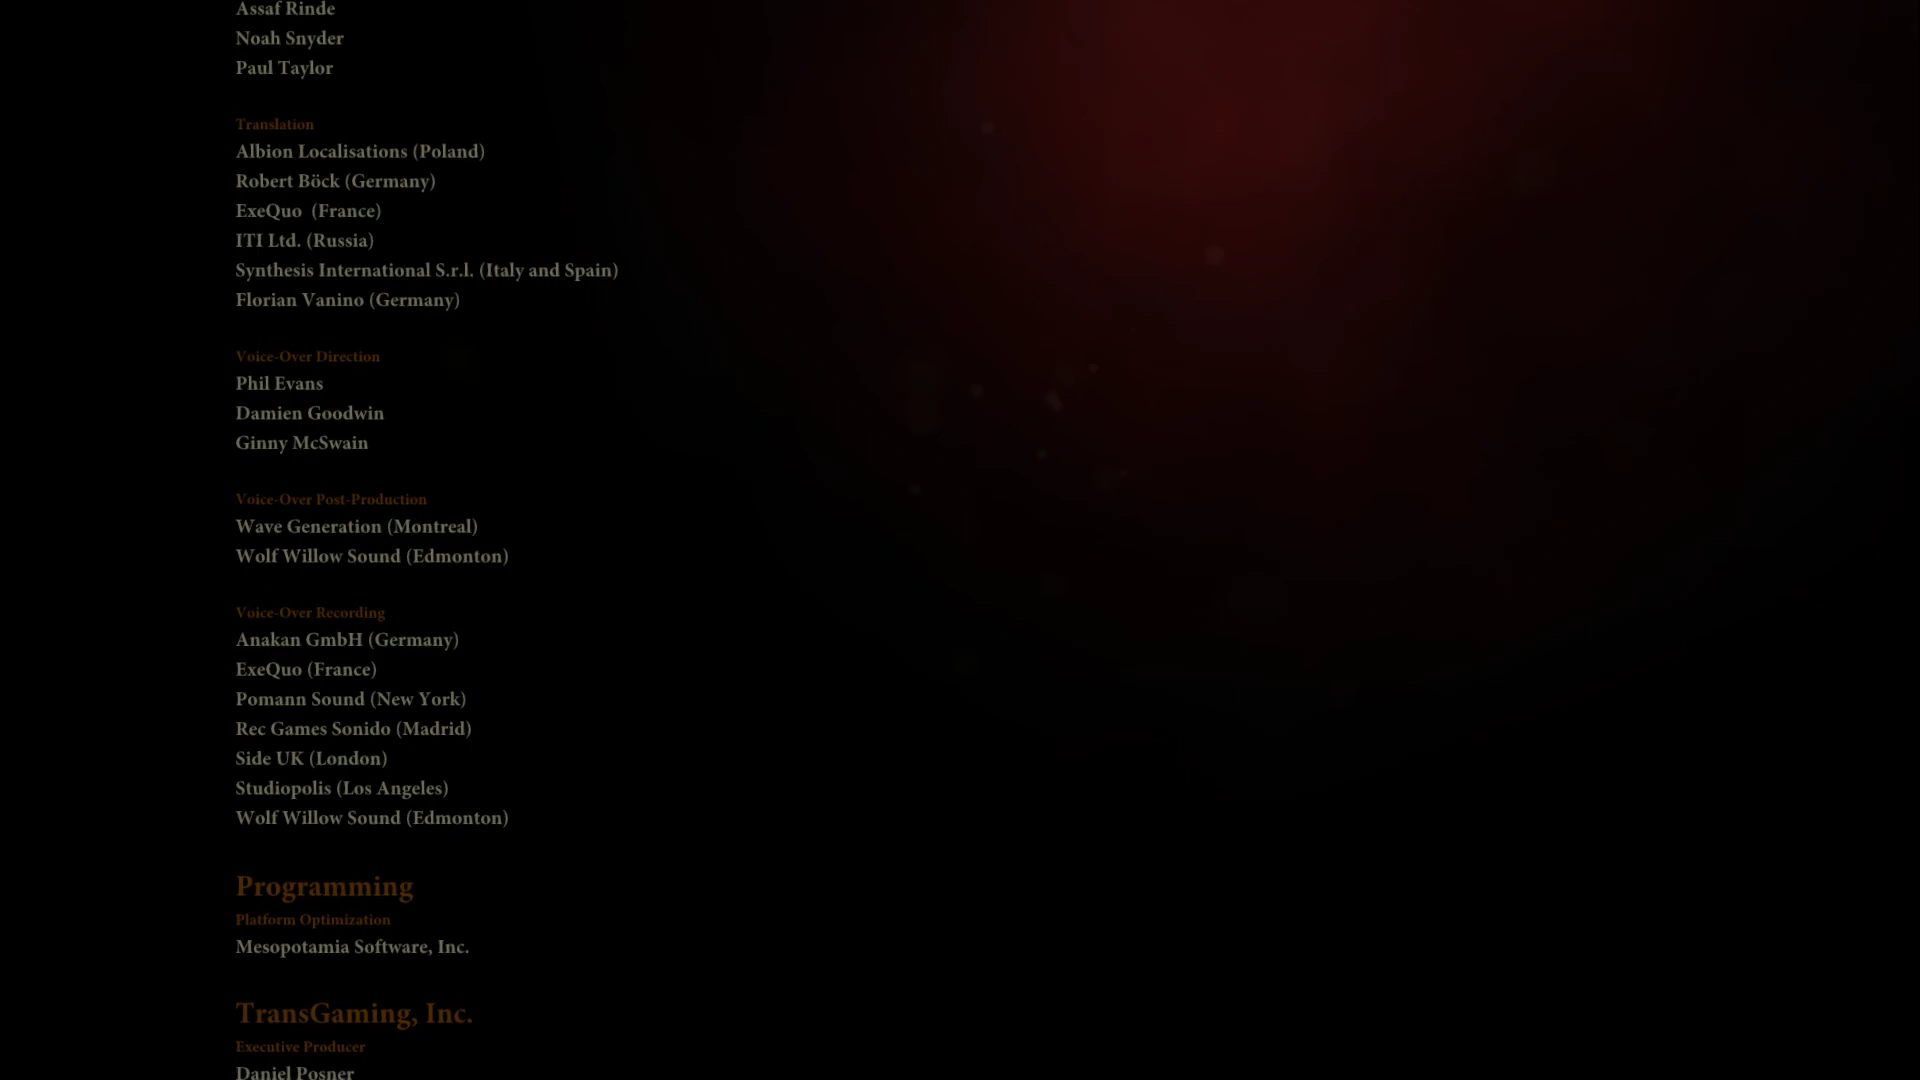 Assaf Rinde
Noah Snyder
Paul Taylor
Translation
Albion Localisations (Poland)
Robert Böck (Germany)
ExeQuo  (France)
ITI Ltd. (Russia)
Synthesis International S.r.l. (Italy and Spain)
Florian Vanino (Germany)
Voice-Over Direction
Phil Evans
Damien Goodwin
Ginny McSwain
Voice-Over Post-Production
Wave Generation (Montreal)
Wolf Willow Sound (Edmonton)
Voice-Over Recording
Anakan GmbH (Germany)
ExeQuo (France)
Pomann Sound (New York)
Rec Games Sonido (Madrid)
Side UK (London)
Studiopolis (Los Angeles)
Wolf Willow Sound (Edmonton)
Programming
Platform Optimization
Mesopotamia Software, Inc.
TransGaming, Inc.
Executive Producer
Daniel Posner